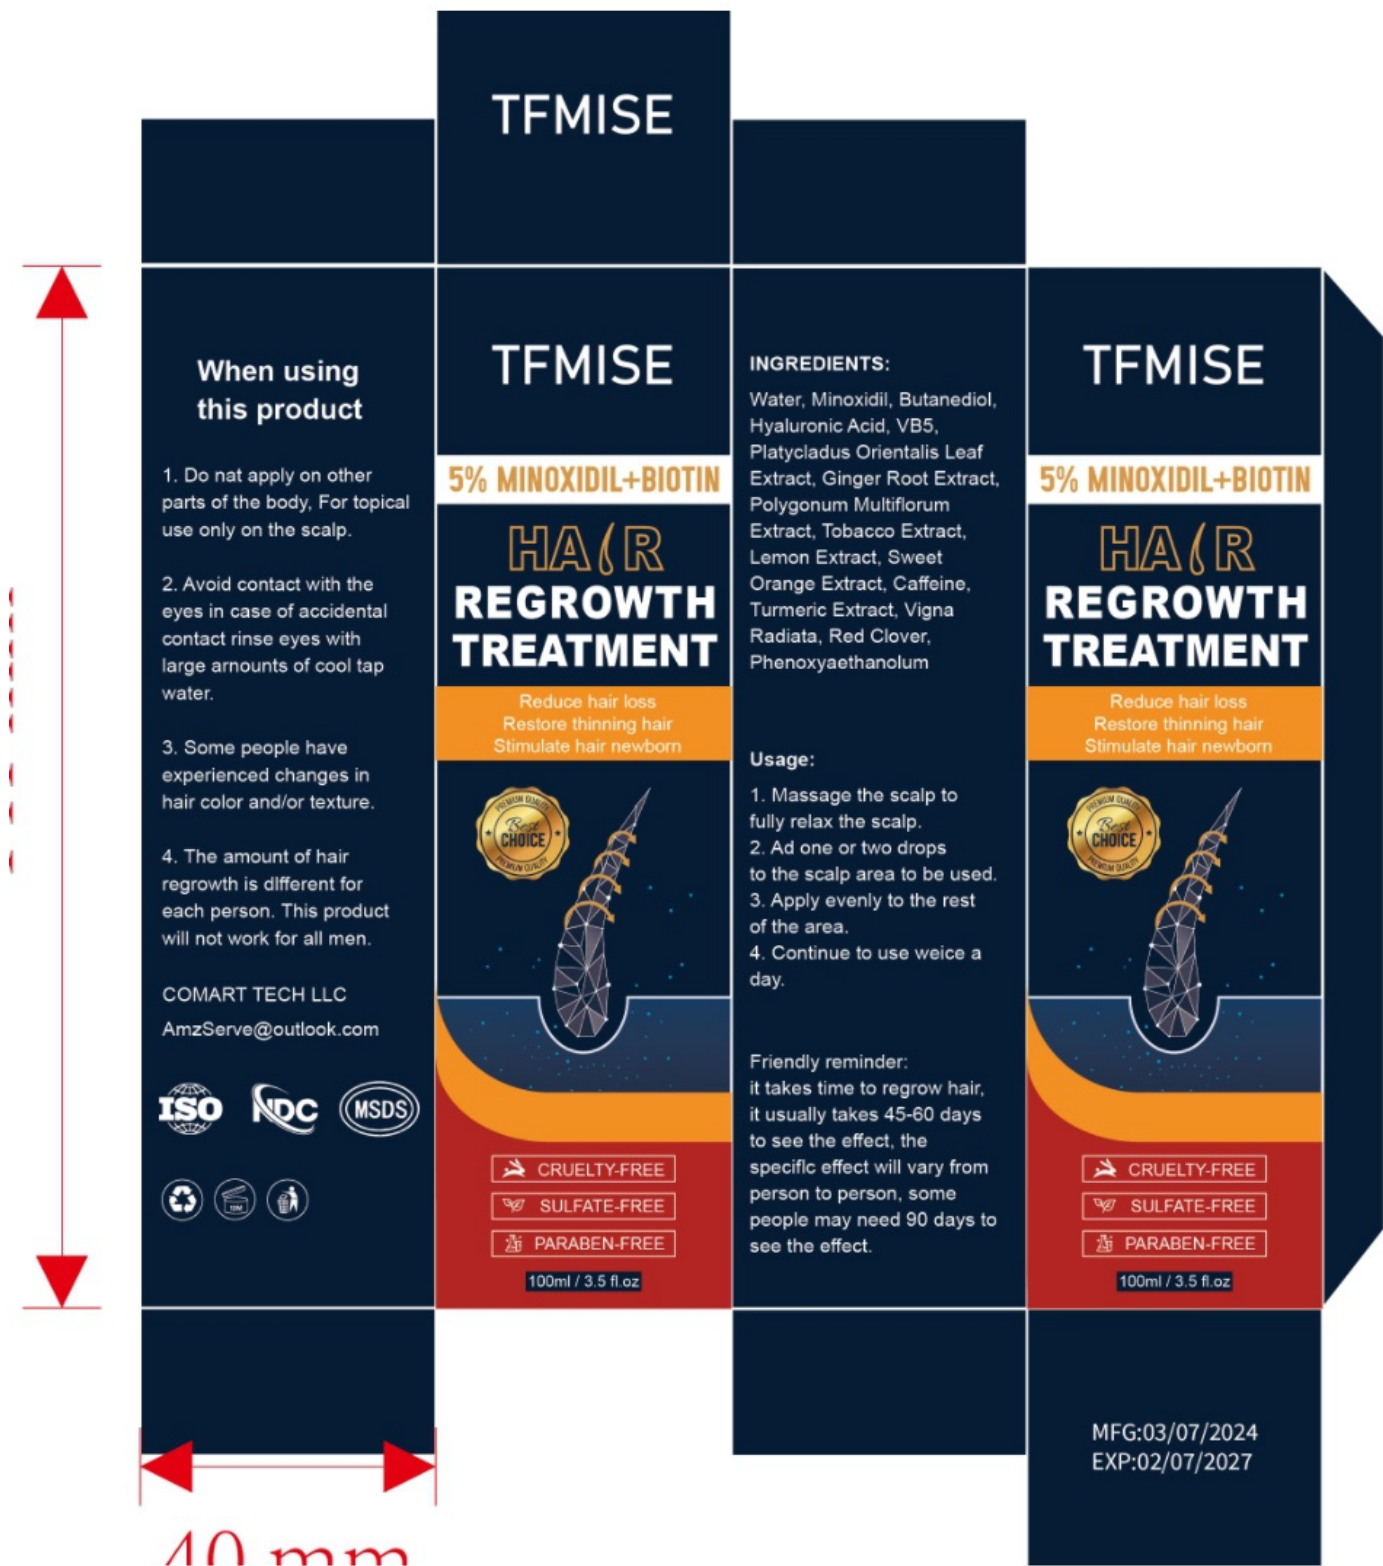 TFMISE
When using
this product
1. Do nat apply on other
parts of the body, For topical
use only on the scalp.
2. Avoid contact with the
eyes in case of accidental
contact rinse eyes with
large arnounts of cool tap
water.
3. Some people have
experienced changes in
hair color and/or texture.
4. The amount of hair
regrowth is dlfferent for
each person. This product
will not work for all men.
COMART TECH LLC
AmzServe@outlook.com
ISO
NDC
MSDS
12M
TFMISE
5% MINOXIDIL+BIOTIN
HAIR
REGROWTH
TREATMENT
Reduce hair loss
Restore thinning hair
Stimulate hair newborn
PREMIUM QUALITY
Best
CHOICE
PREMIUM QUALITY
CRUELTY-FREE
SULFATE-FREE
PARABEN-FREE
100ml / 3.5 fl.oz
INGREDIENTS:
Water, Minoxidil, Butanediol,
Hyaluronic Acid, VB5,
Platycladus Orientalis Leaf
Extract, Ginger Root Extract,
Polygonum Multiflorum
Extract, Tobacco Extract,
Lemon Extract, Sweet
Orange Extract, Caffeine,
Turmeric Extract, Vigna
Radiata, Red Clover,
Phenoxyaethanolum
Usage:
1. Massage the scalp to
fully relax the scalp.
2. Ad one or two drops
to the scalp area to be used.
3. Apply evenly to the rest
of the area.
4. Continue to use weice a
day.
Friendly reminder:
it takes time to regrow hair,
it usually takes 45-60 days
to see the effect, the
specific effect will vary from
person to person, some
people may need 90 days to
see the effect.
TFMISE
5% MINOXIDIL+BIOTIN
HAIR
REGROWTH
TREATMENT
Reduce hair loss
Restore thinning hair
Stimulate hair newborn
PREMIUM QUALITY
Best
CHOICE
PREMIUM QUALITY
CRUELTY-FREE
SULFATE-FREE
PARABEN-FREE
100ml / 3.5 fl.oz
MFG:03/07/2024
EXP:02/07/2027
40 mm